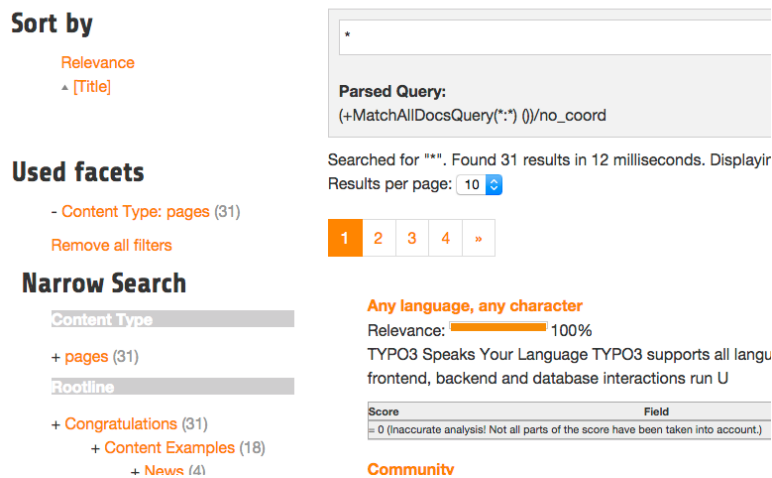 Sort by
Relevance
[Title]
Used facets
- Content Type: pages (31)
Remove all filters
Narrow Search
Content Type
+ pages (31)
Rootline
+ Congratulations (31)
+ Content Examples (18)
+ News (4)
*
Parsed Query:
(+MatchAllDocsQuery(*:*) ())/no_coord
Searched for "*". Found 31 results in 12 milliseconds. Displayin
Results per page: 10
1 2 3 4 »
Any language, any character
Relevance: 100%
TYPO3 Speaks Your Language TYPO3 supports all langu
frontend, backend and database interactions run U
Score Field
= 0 (Inaccurate analysis! Not all parts of the score have been taken into account.)
Community